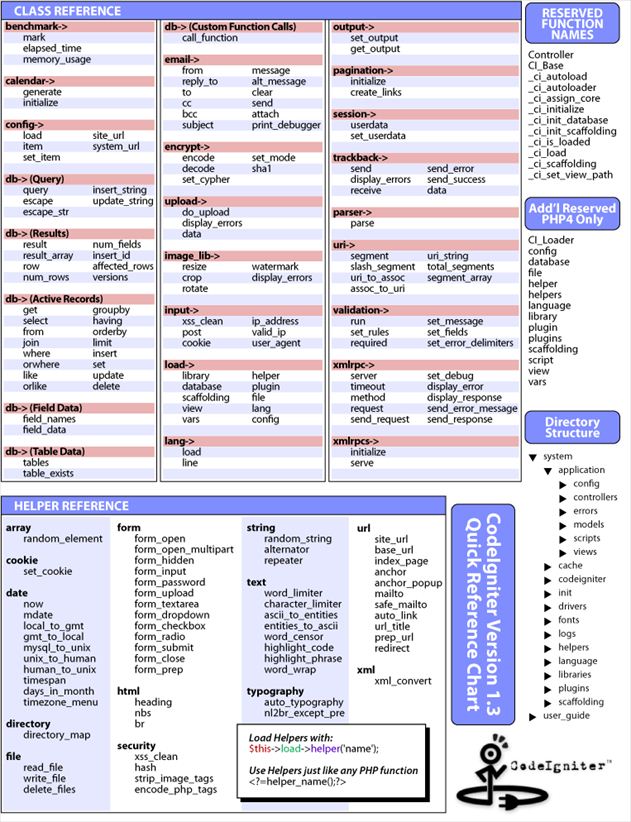 CLASS REFERENCE
benchmark->
mark
elapsed_time
memory_usage
calendar->
generate
initialize
config->
load site_url
item system_url
set_item
db-> (Query)
query insert_string
escape update_string
escape_str
db-> (Results)
result num_fields
result_array insert_id
row affected_rows
num_rows versions
db-> (Active Records)
get groupby
select having
from orderby
join limit
where insert
orwhere set
like update
orlike delete
db-> (Field Data)
field_names
field_data
db-> (Table Data)
tables
table_exists
db-> (Custom Function Calls)
call_function
email->
from message
reply_to alt_message
to clear
cc send
bcc attach
subject print_debugger
encrypt->
encode set_mode
decode sha1
set_cypher
upload->
do_upload
display_errors
data
image_lib->
resize watermark
crop display_errors
rotate
input->
xss_clean ip_address
post valid_ip
cookie user_agent
load->
library helper
database plugin
scaffolding file
view lang
vars config
lang->
load
line
output->
set_output
get_output
pagination->
initialize
create_links
session->
userdata
set_userdata
trackback->
send send_error
display_errors send_success
receive data
parser->
parse
uri->
segment uri_string
slash_segment total_segments
uri_to_assoc segment_array
assoc_to_uri
validation->
run set_message
set_rules set_fields
required set_error_delimiters
xmlrpc->
server set_debug
timeout display_error
method display_response
request send_error_message
send_request send_response
xmlrpcs->
initialize
serve
RESERVED
FUNCTION
NAMES
Controller
CI_Base
_ci_autoload
_ci_autoloader
_ci_assign_core
_ci_initialize
_ci_init_database
_ci_init_scaffolding
_ci_is_loaded
_ci_load
_ci_scaffolding
_ci_set_view_path
Add'l Reserved
PHP4 Only
CI_Loader
config
database
file
helper
helpers
language
library
plugin
plugins
scaffolding
script
view
vars
Directory
Structure
system
application
config
controllers
errors
models
scripts
views
cache
codeigniter
init
drivers
fonts
logs
helpers
language
libraries
plugins
scaffolding
user_guide
HELPER REFERENCE
array
random_element
cookie
set_cookie
date
now
mdate
local_to_gmt
gmt_to_local
mysql_to_unix
unix_to_human
human_to_unix
timespan
days_in_month
timezone_menu
directory
directory_map
file
read_file
write_file
delete_files
form
form_open
form_open_multipart
form_hidden
form_input
form_password
form_upload
form_textarea
form_dropdown
form_checkbox
form_radio
form_submit
form_close
form_prep
html
heading
nbs
br
security
xss_clean
hash
strip_image_tags
encode_php_tags
string
random_string
alternator
repeater
text
word_limiter
character_limiter
ascii_to_entities
entities_to_ascii
word_censor
highlight_code
highlight_phrase
word_wrap
typography
auto_typography
nl2br_except_pre
url
site_url
base_url
index_page
anchor
anchor_popup
mailto
safe_mailto
auto_link
url_title
prep_url
redirect
xml
xml_convert
Load Helpers with:
$this->load->helper('name');
Use Helpers just like any PHP function
<?=helper_name();?>
CodeIgniter Version 1.3
Quick Reference Chart
CodeIgniter™